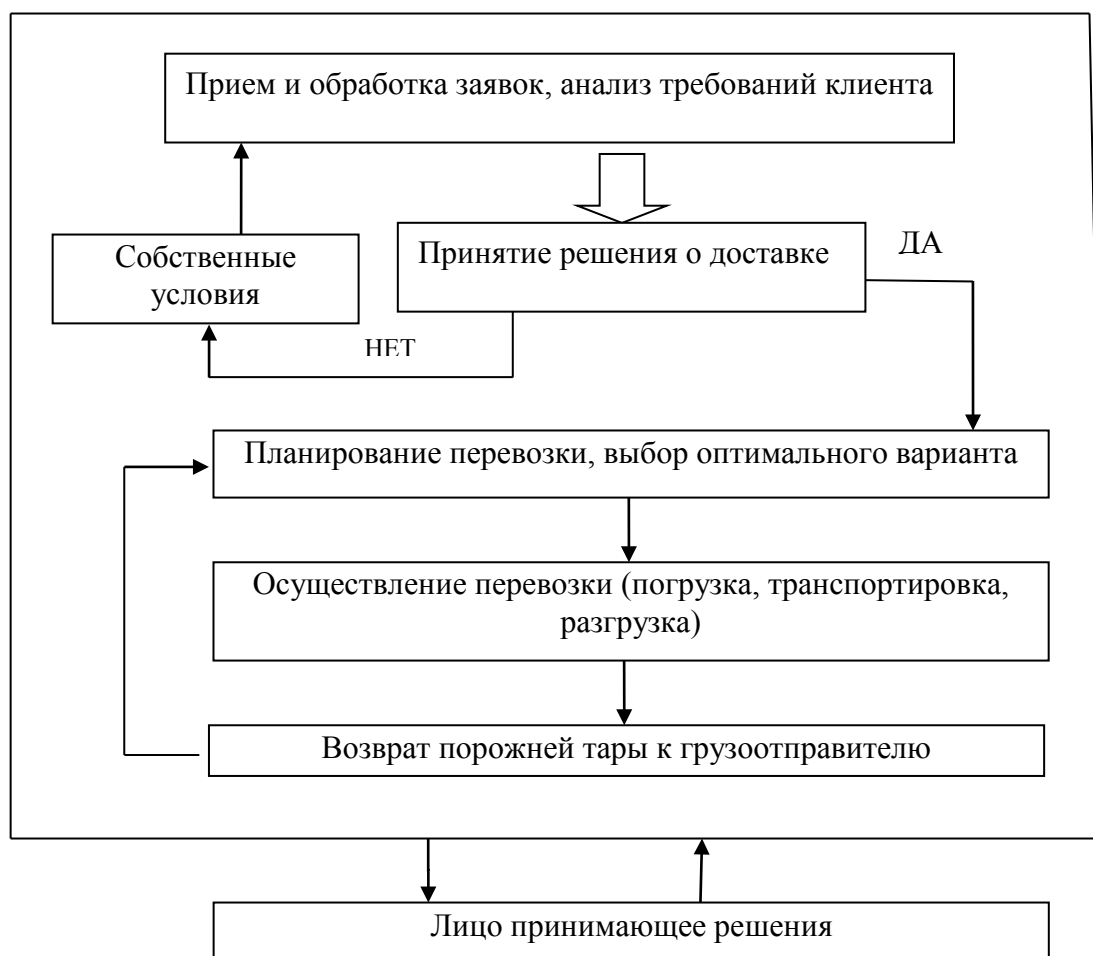 Прием и обработка заявок, анализ требований клиента
Собственные
условия
Принятие решения о доставке
ДА
НЕТ
Планирование перевозки, выбор оптимального варианта
Осуществление перевозки (погрузка, транспортировка,
разгрузка)
Возврат порожней тары к грузоотправителю
Лицо принимающее решения